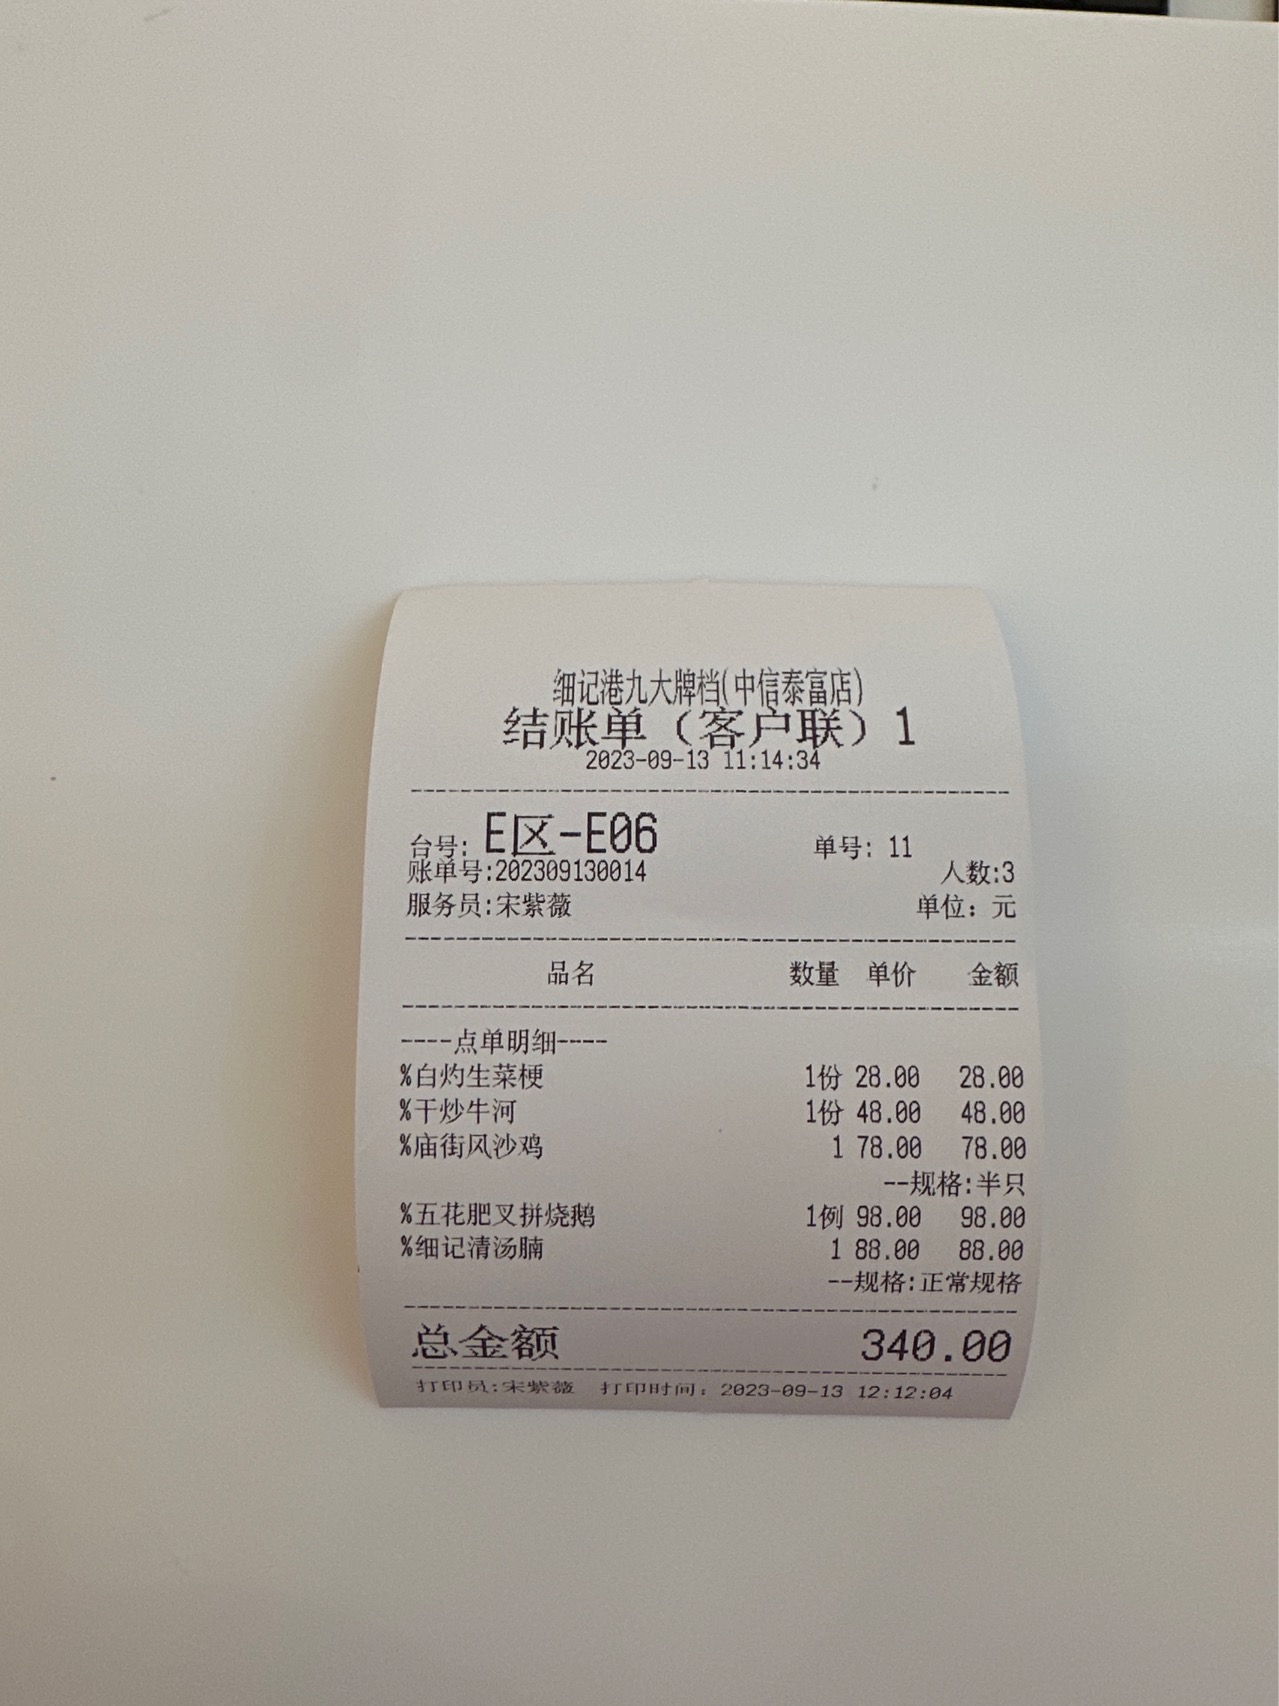 细记港九大牌档(中信泰富店)
结账单（客户联）1
2023-09-13 11:14:34
台号: E区-E06 单号: 11
账单号:202309130014 人数:3
服务员:宋紫薇 单位: 元
品名 数量 单价 金额
----点单明细----
%白灼生菜梗 1份 28.00 28.00
%干炒牛河 1份 48.00 48.00
%庙街风沙鸡 1 78.00 78.00
--规格:半只
%五花肥叉拼烧鹅 1例 98.00 98.00
%细记清汤腩 1 88.00 88.00
--规格:正常规格
总金额 340.00
打印员:宋紫薇 打印时间: 2023-09-13 12:12:04